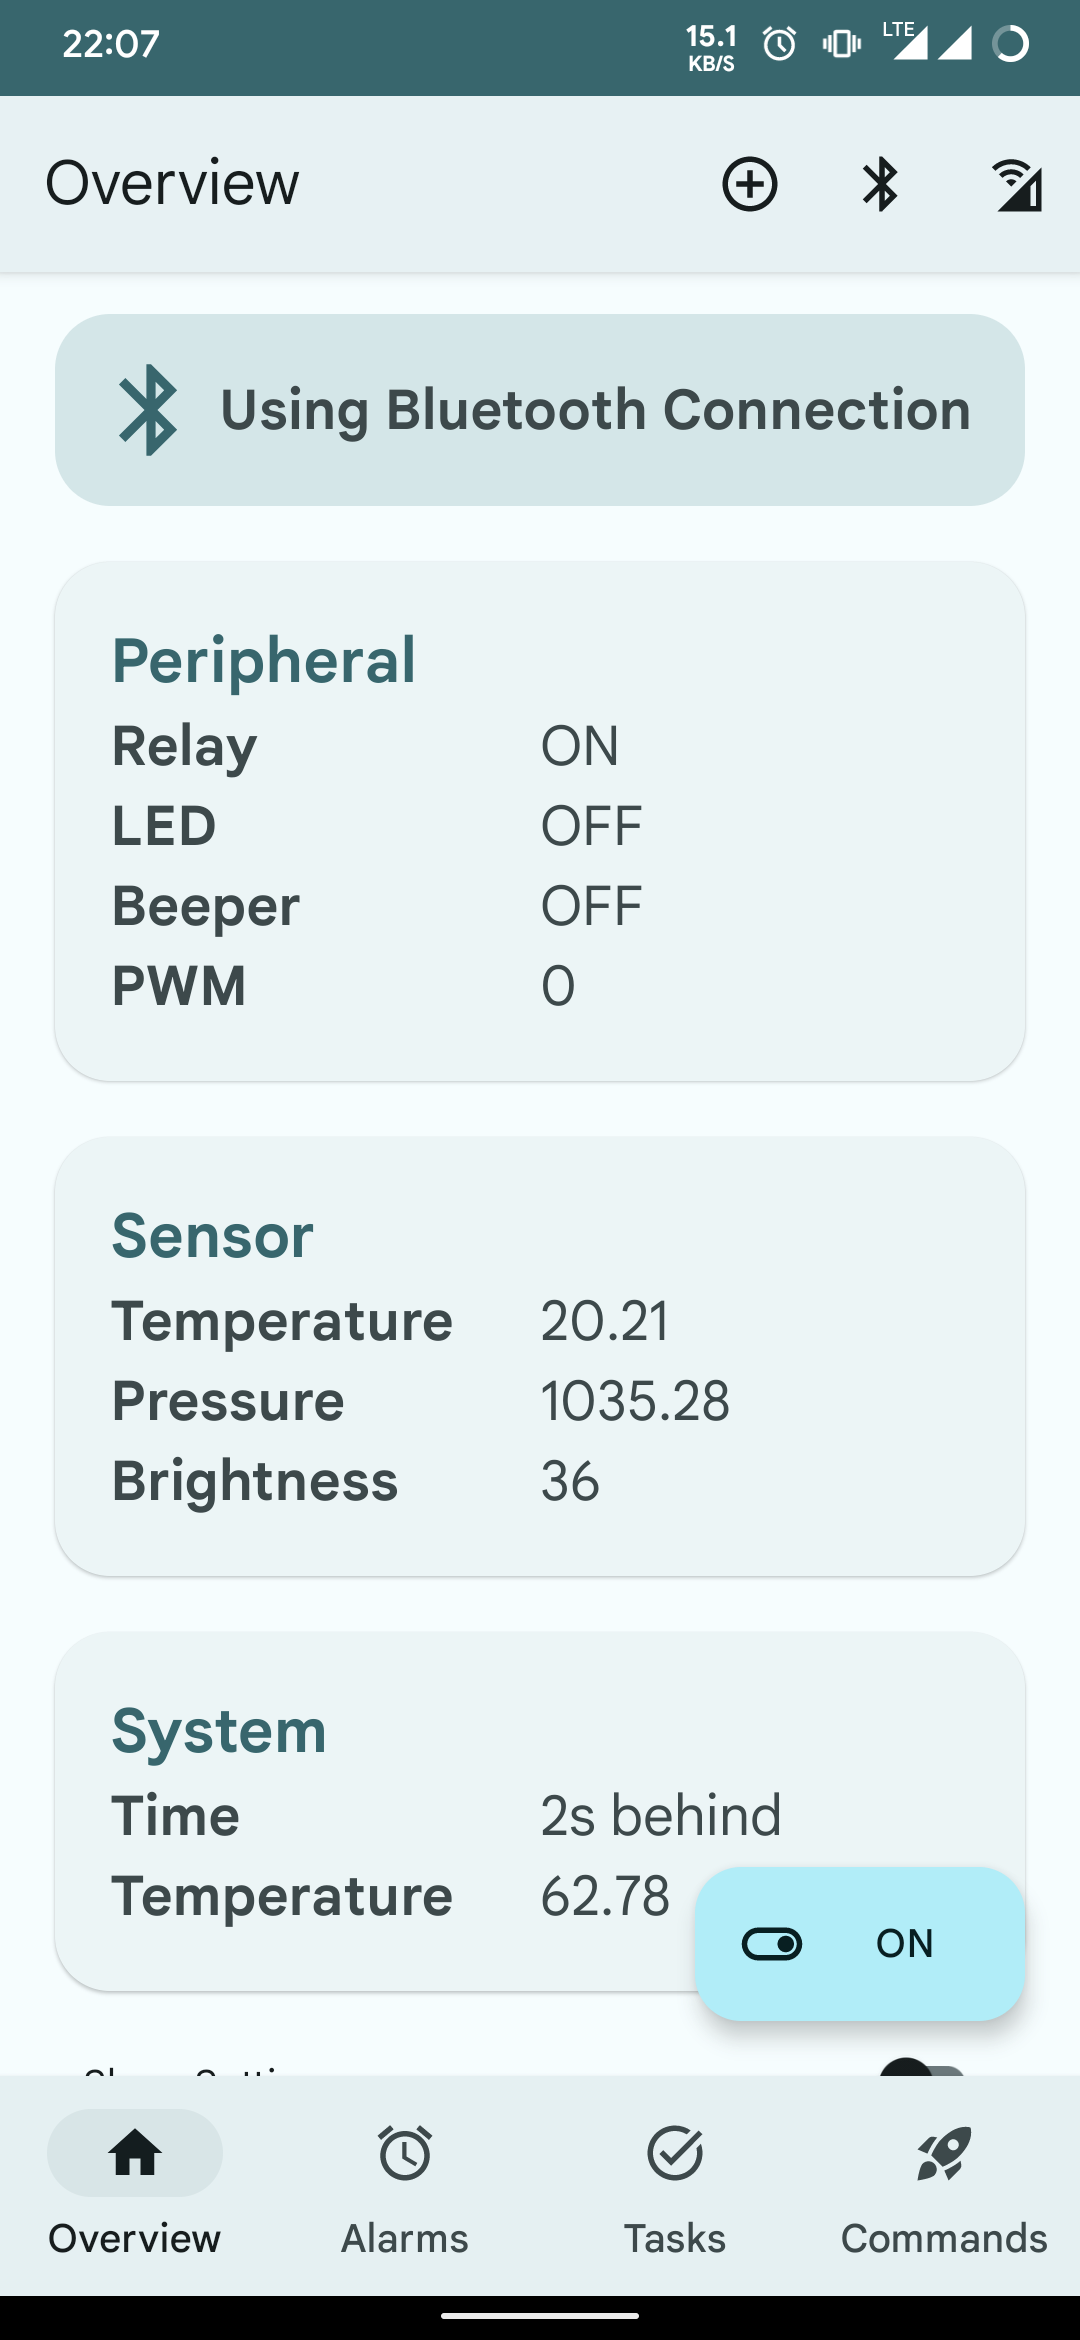 22:07
15.1
KB/S
LTE
Overview
Using Bluetooth Connection
Peripheral
Relay ON
LED OFF
Beeper OFF
PWM 0
Sensor
Temperature 20.21
Pressure 1035.28
Brightness 36
System
Time 2s behind
Temperature 62.78
ON
Overview Alarms Tasks Commands